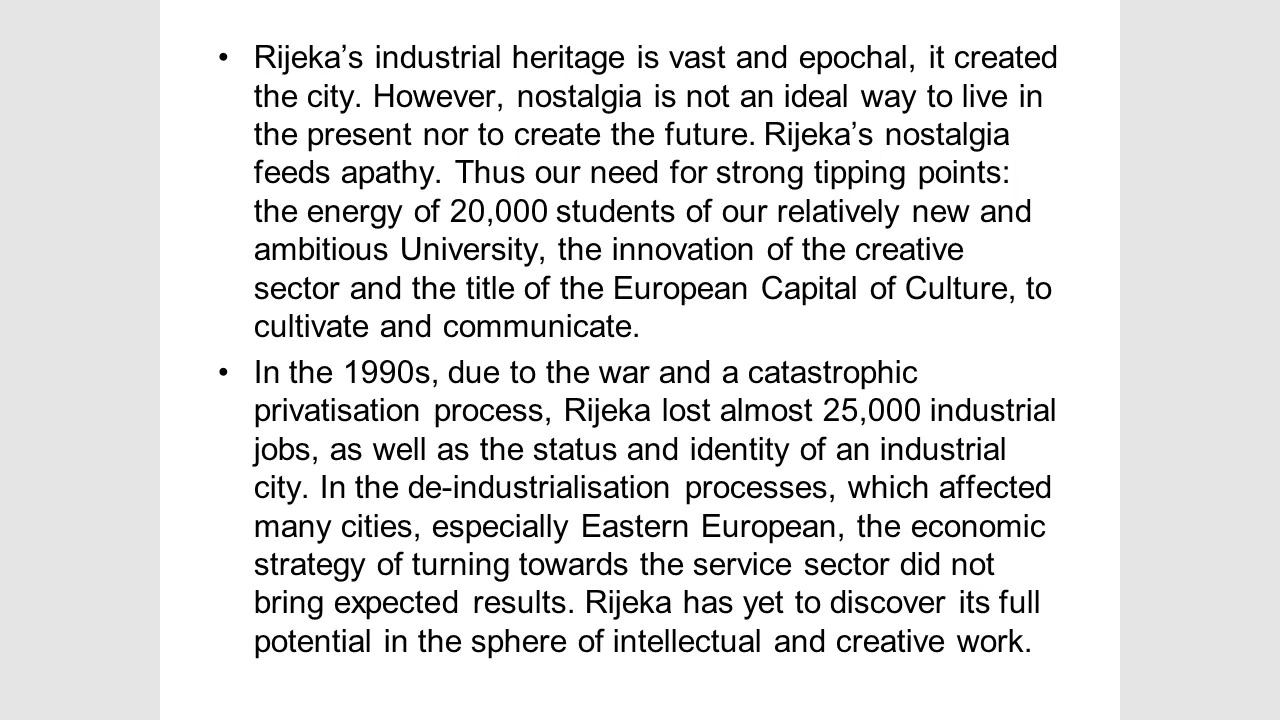 • Rijeka’s industrial heritage is vast and epochal, it created
the city. However, nostalgia is not an ideal way to live in
the present nor to create the future. Rijeka’s nostalgia
feeds apathy. Thus our need for strong tipping points:
the energy of 20,000 students of our relatively new and
ambitious University, the innovation of the creative
sector and the title of the European Capital of Culture, to
cultivate and communicate.
• In the 1990s, due to the war and a catastrophic
privatisation process, Rijeka lost almost 25,000 industrial
jobs, as well as the status and identity of an industrial
city. In the de-industrialisation processes, which affected
many cities, especially Eastern European, the economic
strategy of turning towards the service sector did not
bring expected results. Rijeka has yet to discover its full
potential in the sphere of intellectual and creative work.